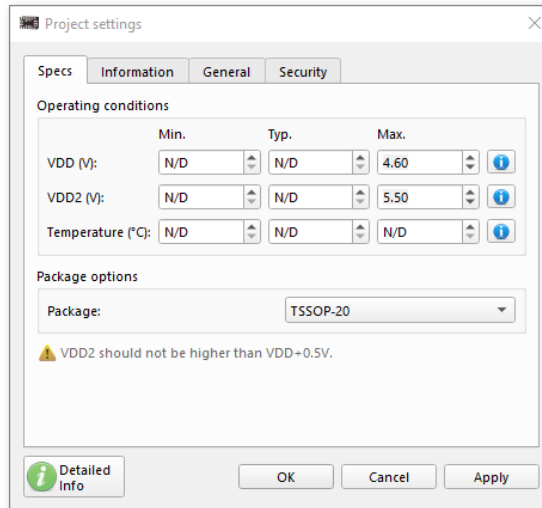 Project settings
Specs Information General Security
Operating conditions
Min. Typ. Max.
VDD (V): N/D N/D 4.60
VDD2 (V): N/D N/D 5.50
Temperature (°C): N/D N/D N/D
Package options
Package: TSSOP-20
VDD2 should not be higher than VDD+0.5V.
Detailed
Info
OK Cancel Apply